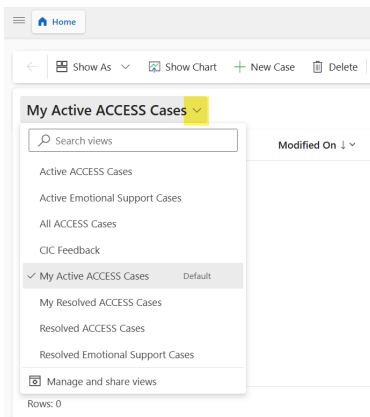 Home
Show As Show Chart New Case Delete
My Active ACCESS Cases
Search views
Modified On
Active ACCESS Cases
Active Emotional Support Cases
All ACCESS Cases
CIC Feedback
My Active ACCESS Cases Default
My Resolved ACCESS Cases
Resolved ACCESS Cases
Resolved Emotional Support Cases
Manage and share views
Rows: 0